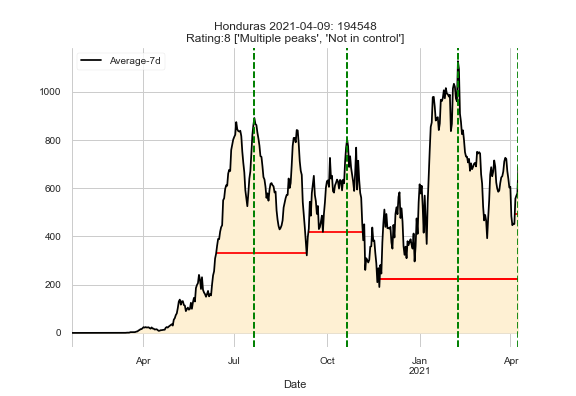 Honduras 2021-04-09: 194548
Rating:8 ['Multiple peaks', 'Not in control']
Average-7d
1000
800
600
400
200
0
Apr Jul Oct Jan Apr
2021
Date